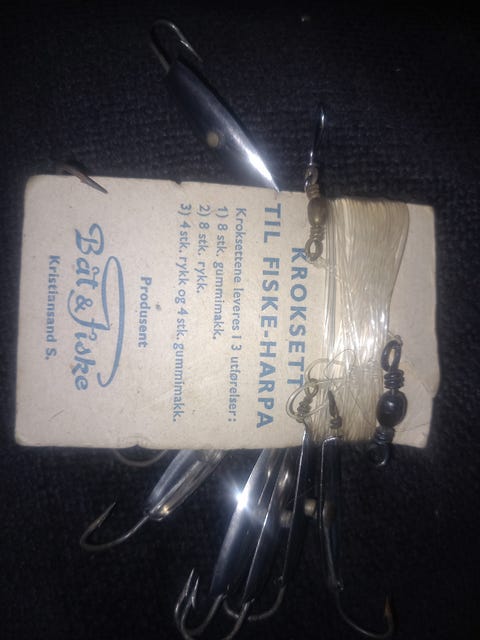 KROKSETT
TIL FISKE-HARPA
Kroksettene leveres i 3 utførelser:
1) 8 stk. gummimakk.
2) 8 stk. rykk.
3) 4 stk. rykk og 4 stk. gummimakk.
Produsent
Båt & fiske
Kristiansand S.